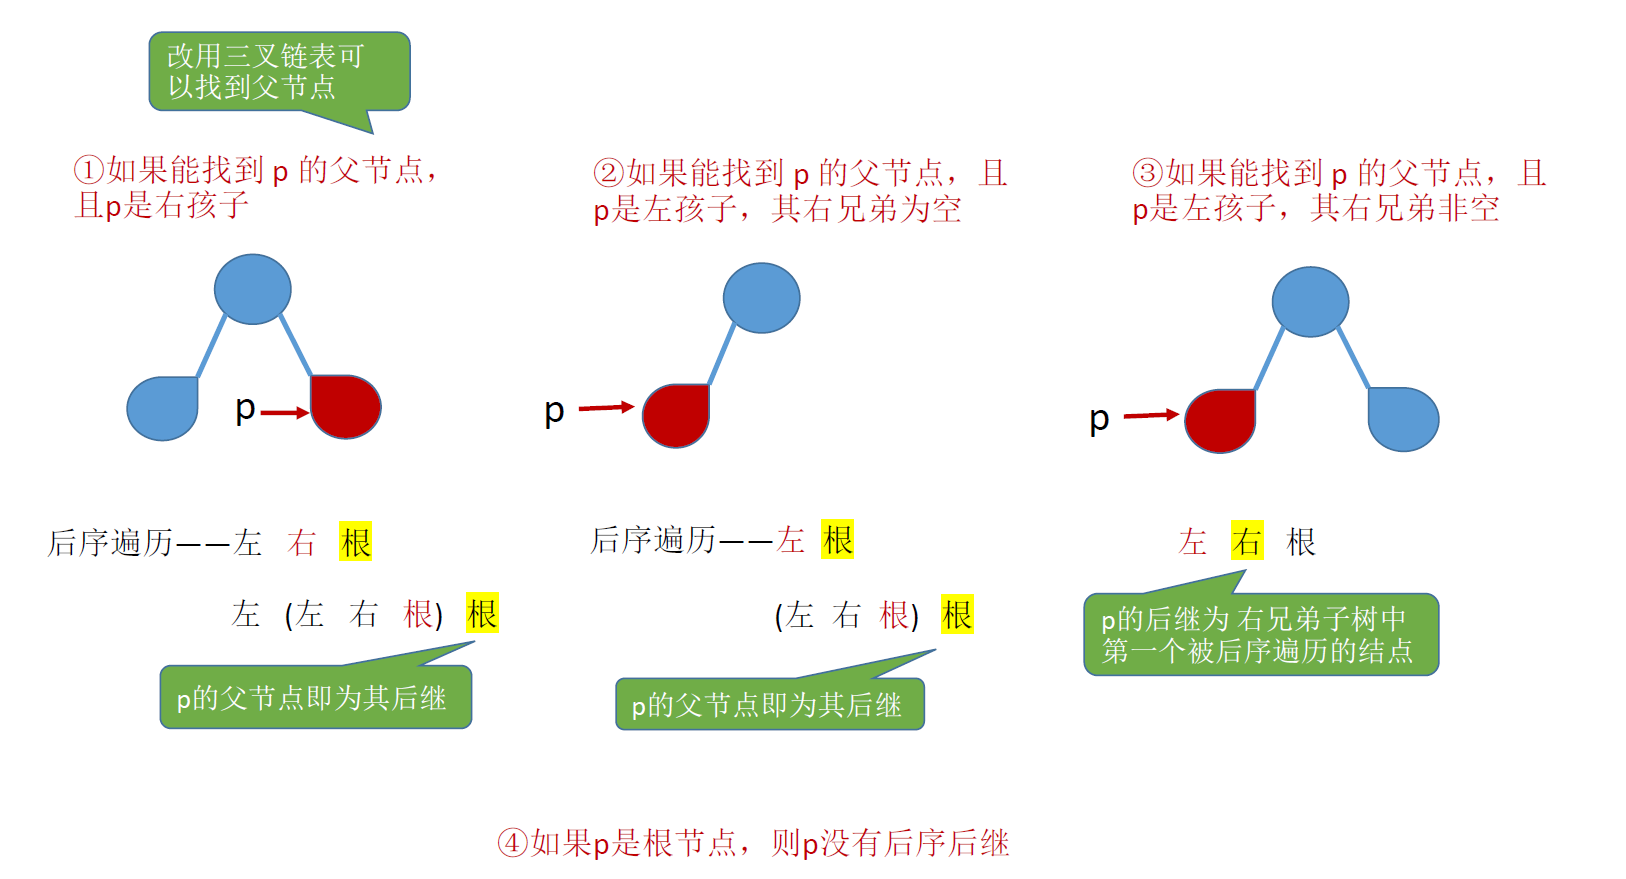 改用三叉链表可
以找到父节点
①如果能找到 p 的父节点，
且p是右孩子
②如果能找到 p 的父节点，且
p是左孩子，其右兄弟为空
③如果能找到 p 的父节点，且
p是左孩子，其右兄弟非空
p
p
p
后序遍历——左 右 根
左 (左 右 根) 根
p的父节点即为其后继
后序遍历——左 根
(左 右 根) 根
p的父节点即为其后继
左 右 根
p的后继为 右兄弟子树中
第一个被后序遍历的结点
④如果p是根节点，则p没有后序后继